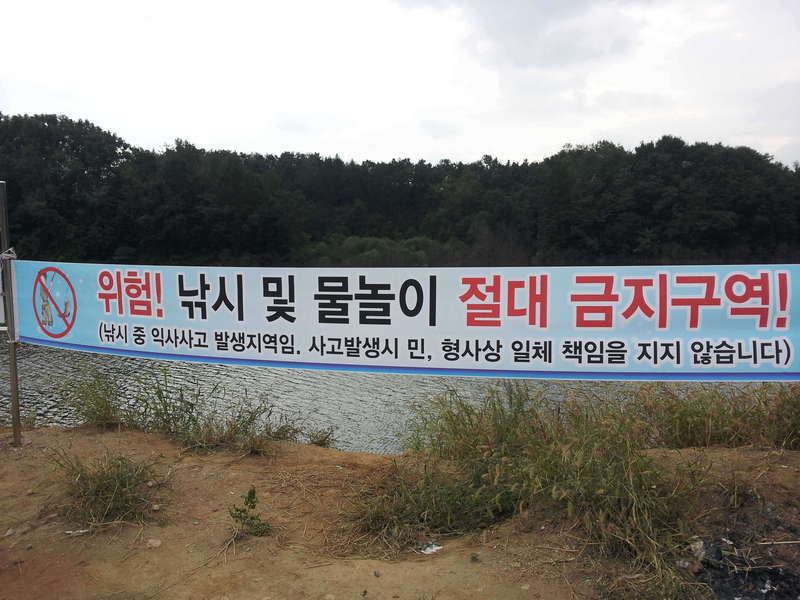 위험! 낚시 및 물놀이 절대 금지구역!
(낚시 중 익사사고 발생지역임. 사고발생시 민, 형사상 일체 책임을 지지 않습니다)